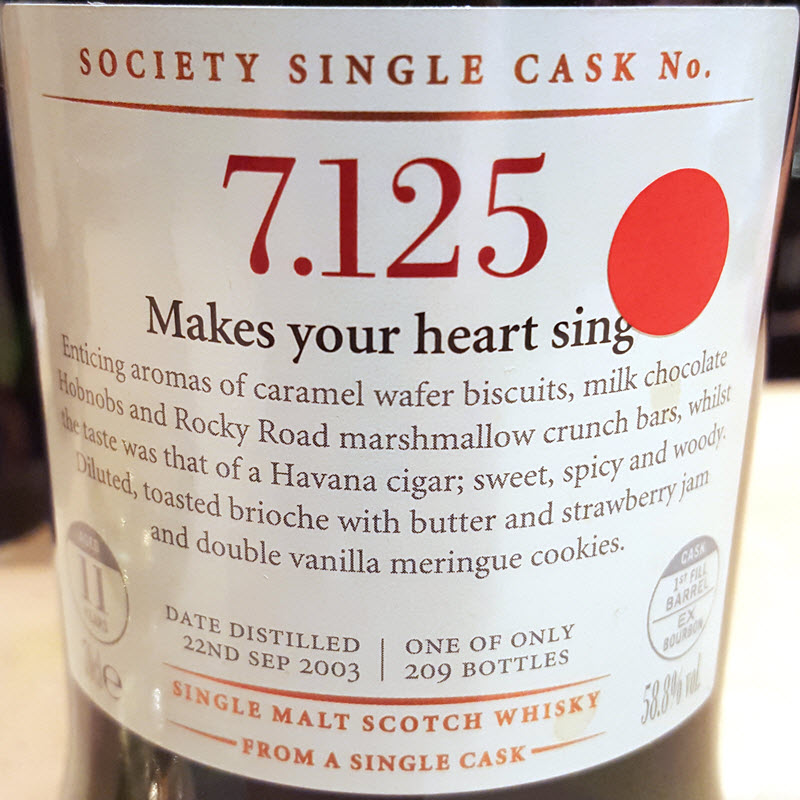 SOCIETY SINGLE CASK No.
7.125
Makes your heart sing
Enticing aromas of caramel wafer biscuits, milk chocolate
Hobnobs and Rocky Road marshmallow crunch bars, whilst
the taste was that of a Havana cigar; sweet, spicy and woody.
Diluted, toasted brioche with butter and strawberry jam
and double vanilla meringue cookies.
AGED
11
YEARS
CASK
1ST FILL
BARREL
EX
BOURBON
DATE DISTILLED
22ND SEP 2003
ONE OF ONLY
209 BOTTLES
58.8% vol
SINGLE MALT SCOTCH WHISKY
FROM A SINGLE CASK